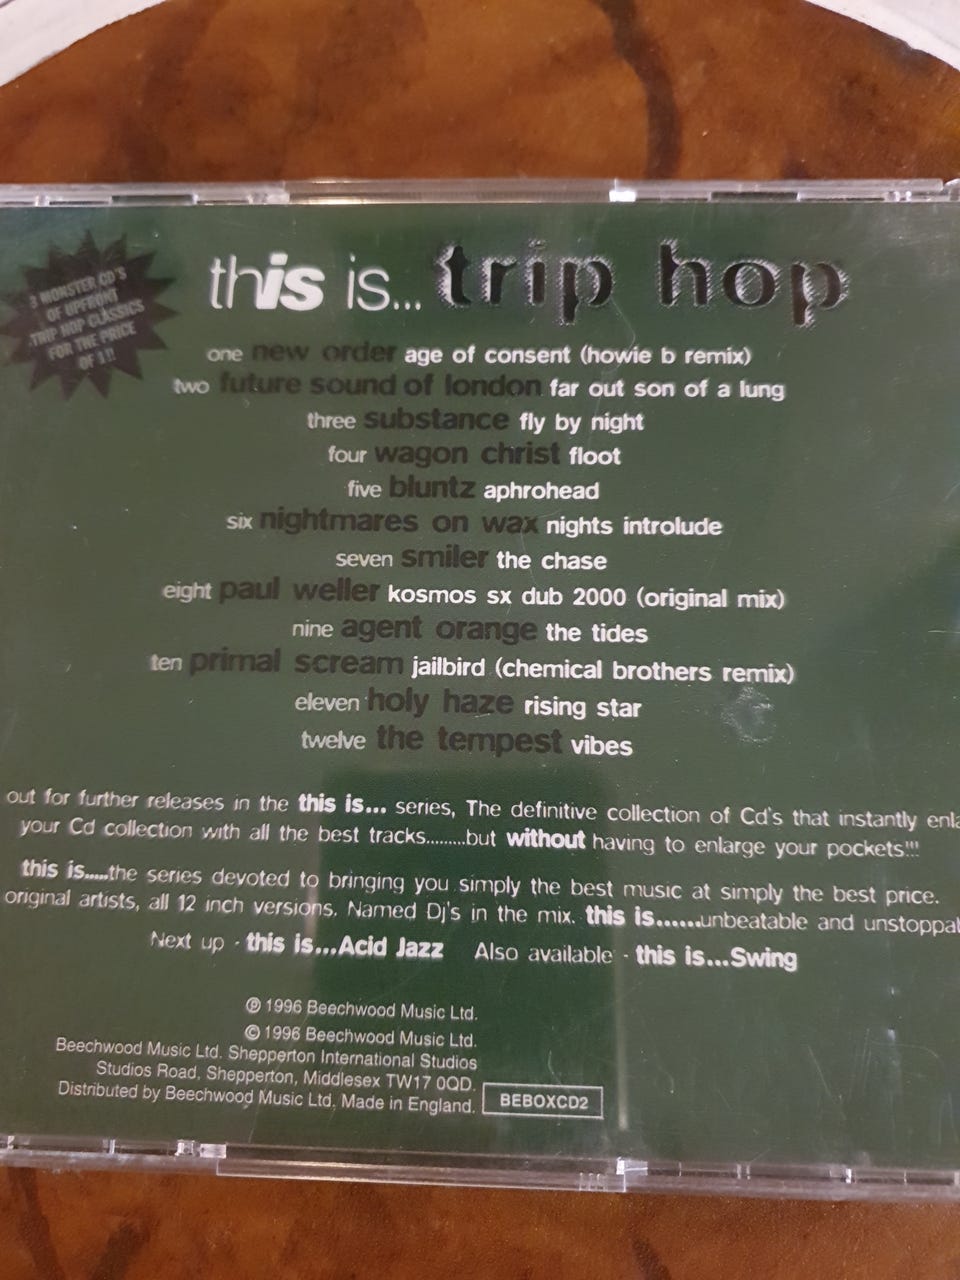 3 MONSTER CD'S
OF UPFRONT
TRIP HOP CLASSICS
FOR THE PRICE
OF 1!!
this is... trip hop
one new order age of consent (howie b remix)
two future sound of london far out son of a lung
three substance fly by night
four wagon christ floot
five bluntz aphrohead
six nightmares on wax nights introlude
seven smiler the chase
eight paul weller kosmos sx dub 2000 (original mix)
nine agent orange the tides
ten primal scream jailbird (chemical brothers remix)
eleven holy haze rising star
twelve the tempest vibes
out for further releases in the this is... series, The definitive collection of Cd's that instantly enla
your Cd collection with all the best tracks.........but without having to enlarge your pockets!!!
this is.....the series devoted to bringing you simply the best music at simply the best price.
original artists, all 12 inch versions. Named Dj's in the mix. this is......unbeatable and unstoppab
Next up - this is...Acid Jazz Also available - this is...Swing
℗ 1996 Beechwood Music Ltd.
© 1996 Beechwood Music Ltd.
Beechwood Music Ltd. Shepperton International Studios
Studios Road, Shepperton, Middlesex TW17 0QD.
Distributed by Beechwood Music Ltd. Made in England. BEBOXCD2